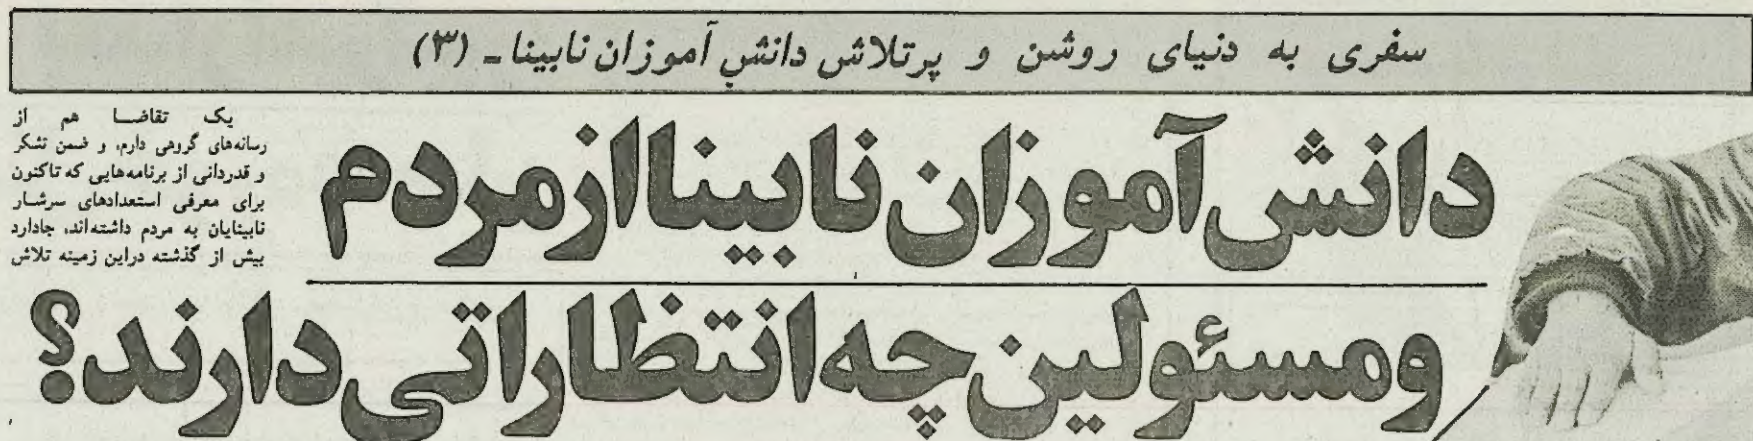 سفری به دنیای روشن و پرتلاش دانش‌آموزان نابینا ـ (۳)
دانش‌آموزان نابینا از مردم
و مسئولین چه انتظاراتی دارند؟
یک تقاضا هم از
رسانه‌های گروهی دارم، و ضمن تشکر
و قدردانی از برنامه‌هایی که تاکنون
برای معرفی استعدادهای سرشار
نابینایان به مردم داشته‌اند، جادارد
بیش از گذشته دراین زمینه تلاش